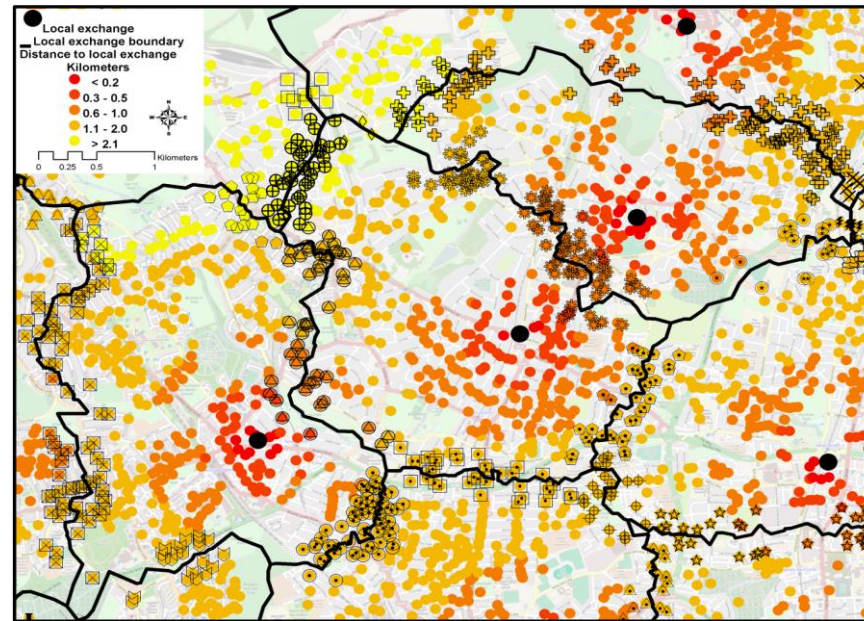 Local exchange
Local exchange boundary
Distance to local exchange
Kilometers
< 0.2
0.3 - 0.5
0.6 - 1.0
1.1 - 2.0
> 2.1
N
W E
S
Kilometers
0 0.25 0.5 1